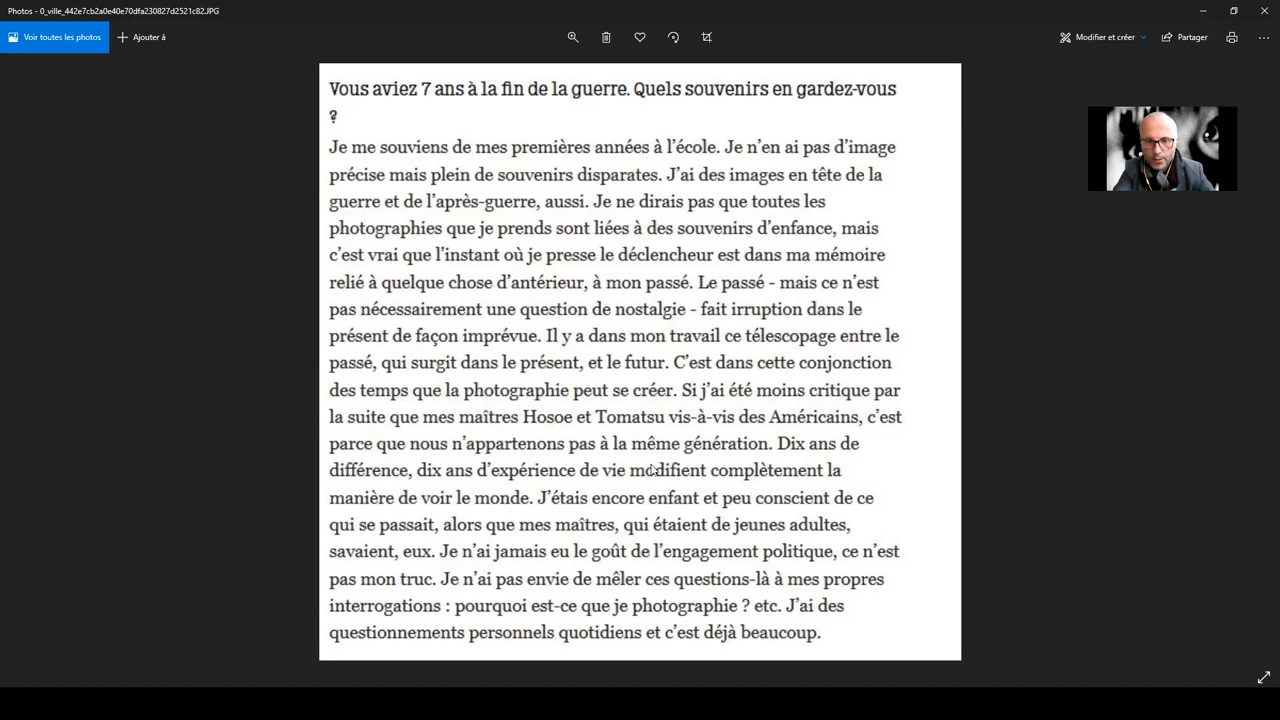 Photos - 0_ville_442e7cb2a0e40e70dfa230827d2521c82.JPG
Voir toutes les photos
Ajouter à
Modifier et créer
Partager
Vous aviez 7 ans à la fin de la guerre. Quels souvenirs en gardez-vous
?
Je me souviens de mes premières années à l’école. Je n’en ai pas d’image
précise mais plein de souvenirs disparates. J’ai des images en tête de la
guerre et de l’après-guerre, aussi. Je ne dirais pas que toutes les
photographies que je prends sont liées à des souvenirs d’enfance, mais
c’est vrai que l’instant où je presse le déclencheur est dans ma mémoire
relié à quelque chose d’antérieur, à mon passé. Le passé - mais ce n’est
pas nécessairement une question de nostalgie - fait irruption dans le
présent de façon imprévue. Il y a dans mon travail ce télescopage entre le
passé, qui surgit dans le présent, et le futur. C’est dans cette conjonction
des temps que la photographie peut se créer. Si j’ai été moins critique par
la suite que mes maîtres Hosoe et Tomatsu vis-à-vis des Américains, c’est
parce que nous n’appartenons pas à la même génération. Dix ans de
différence, dix ans d’expérience de vie modifient complètement la
manière de voir le monde. J’étais encore enfant et peu conscient de ce
qui se passait, alors que mes maîtres, qui étaient de jeunes adultes,
savaient, eux. Je n’ai jamais eu le goût de l’engagement politique, ce n’est
pas mon truc. Je n’ai pas envie de mêler ces questions-là à mes propres
interrogations : pourquoi est-ce que je photographie ? etc. J’ai des
questionnements personnels quotidiens et c’est déjà beaucoup.